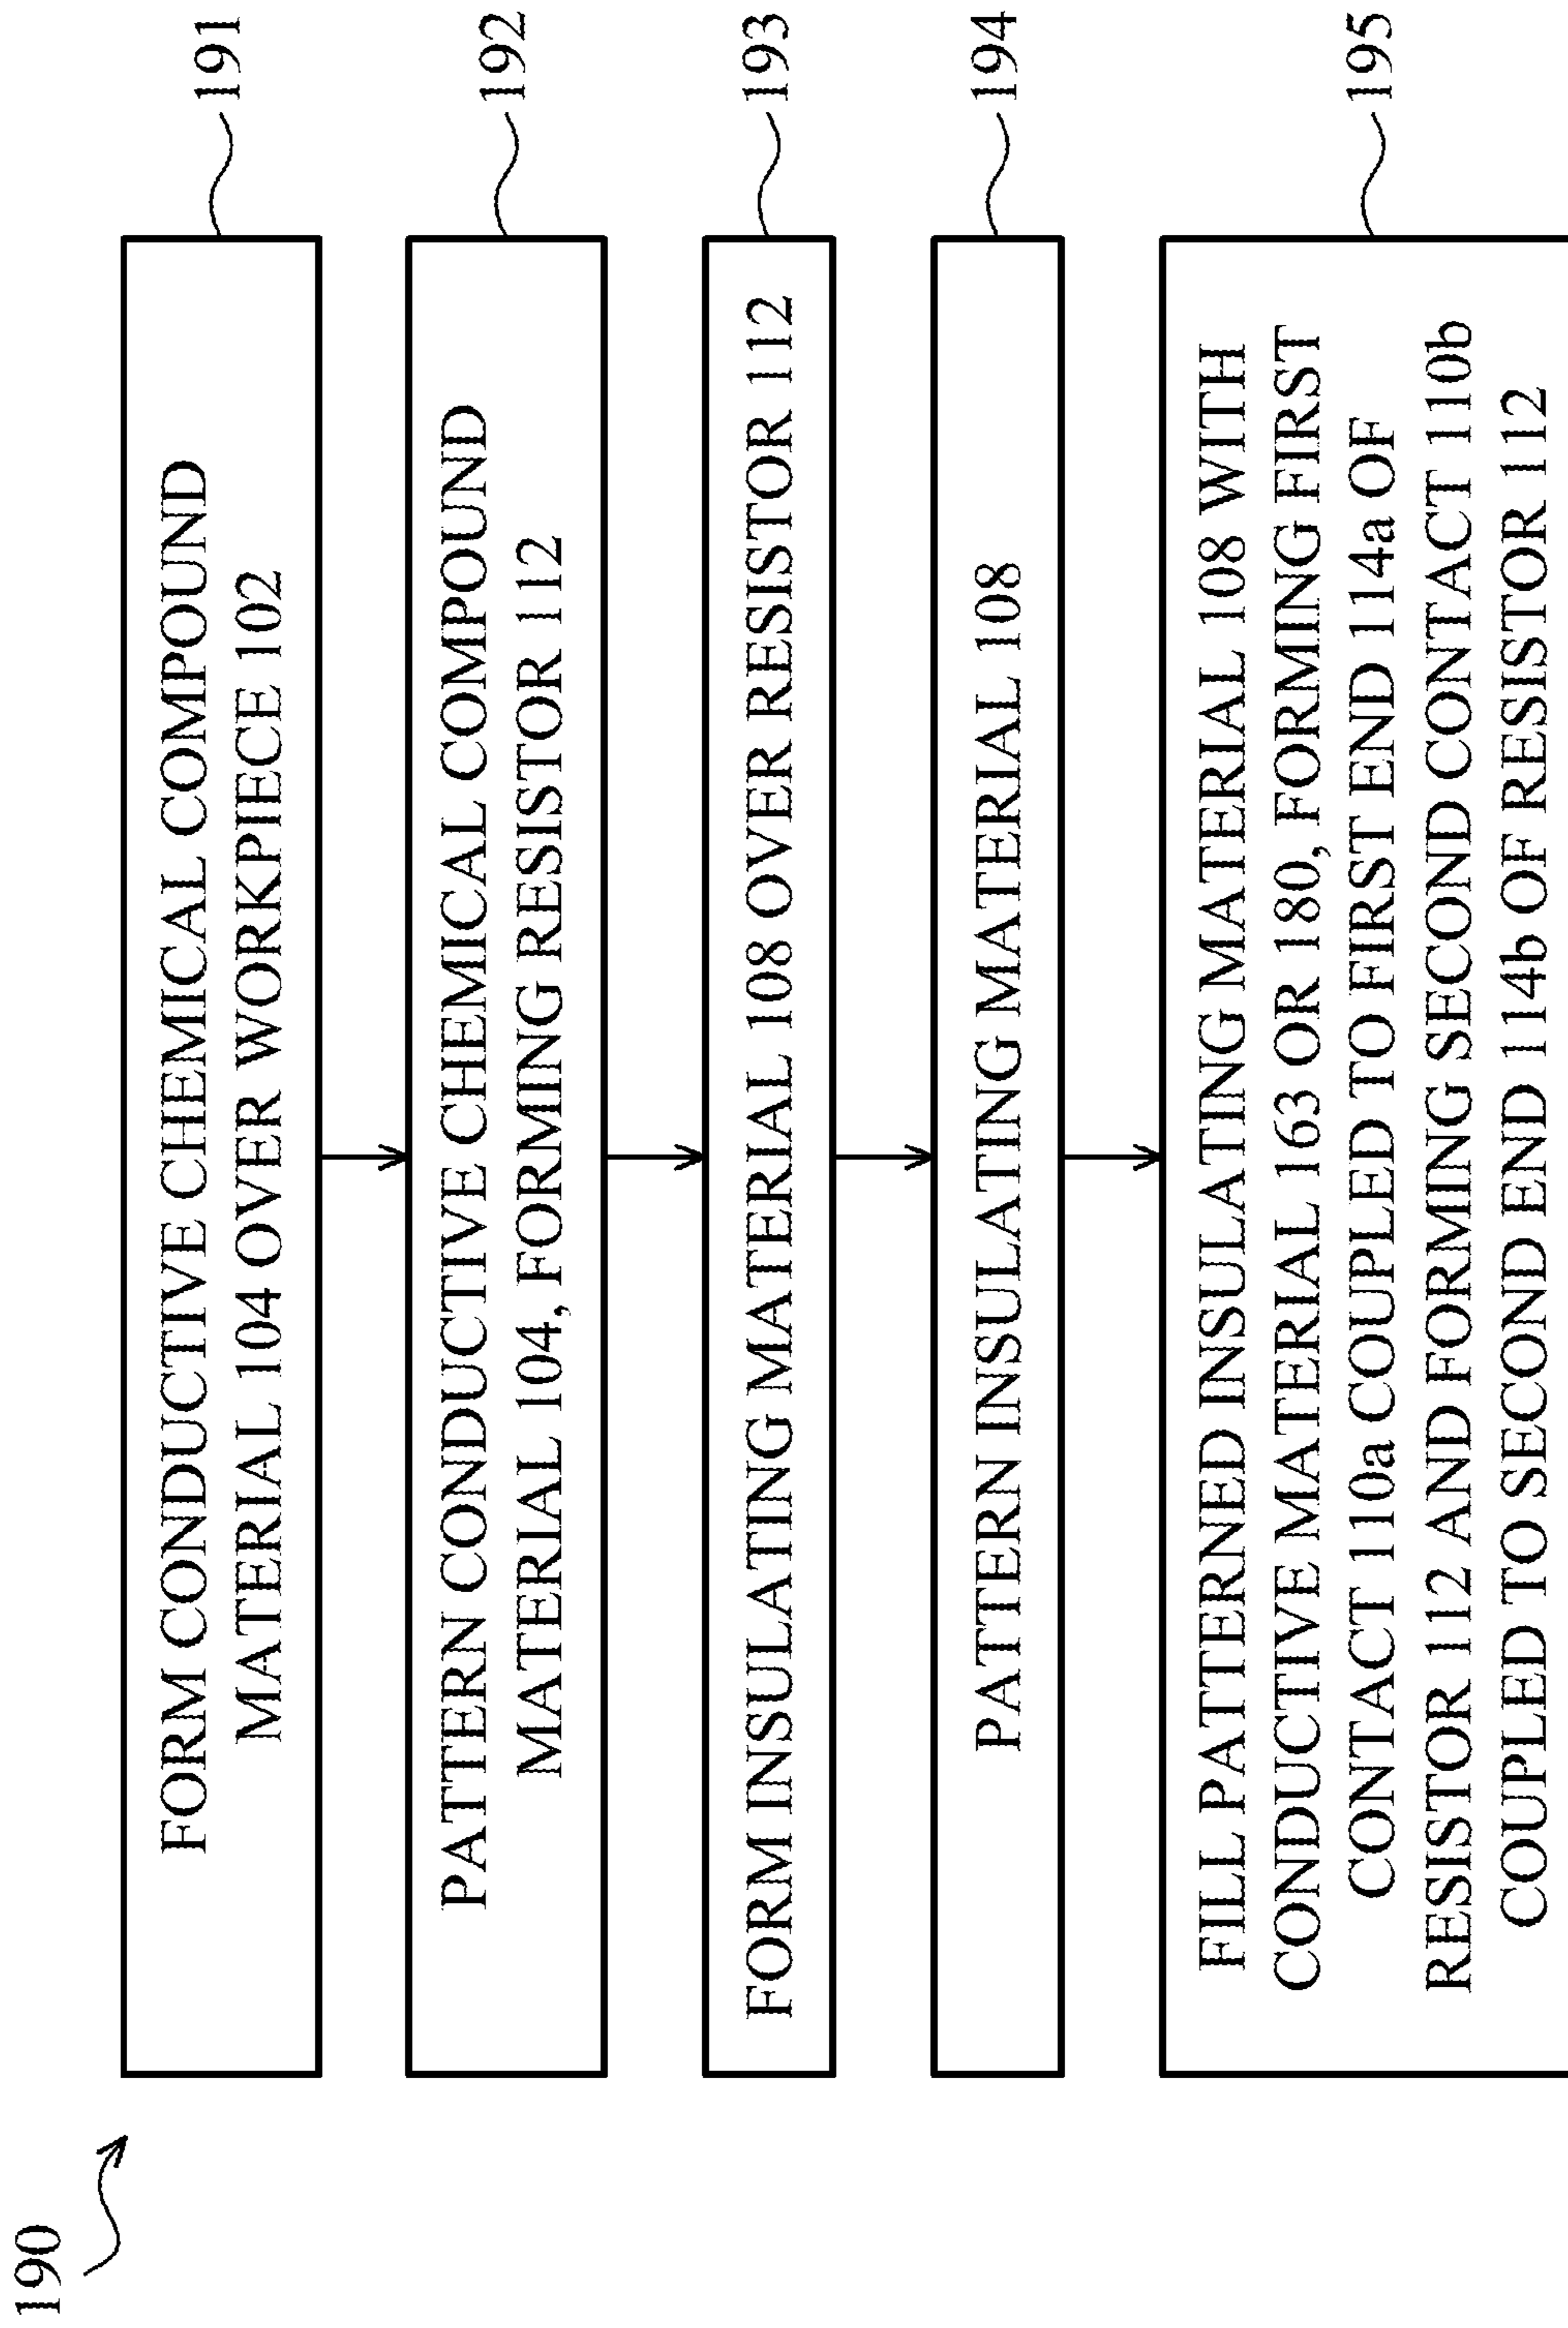 190
FORM CONDUCTIVE CHEMICAL COMPOUND
MATERIAL 104 OVER WORKPIECE 102
191
PATTERN CONDUCTIVE CHEMICAL COMPOUND
MATERIAL 104, FORMING RESISTOR 112
192
FORM INSULATING MATERIAL 108 OVER RESISTOR 112
193
PATTERN INSULATING MATERIAL 108
194
FILL PATTERNED INSULATING MATERIAL 108 WITH
CONDUCTIVE MATERIAL 163 OR 180, FORMING FIRST
CONTACT 110a COUPLED TO FIRST END 114a OF
RESISTOR 112 AND FORMING SECOND CONTACT 110b
COUPLED TO SECOND END 114b OF RESISTOR 112
195